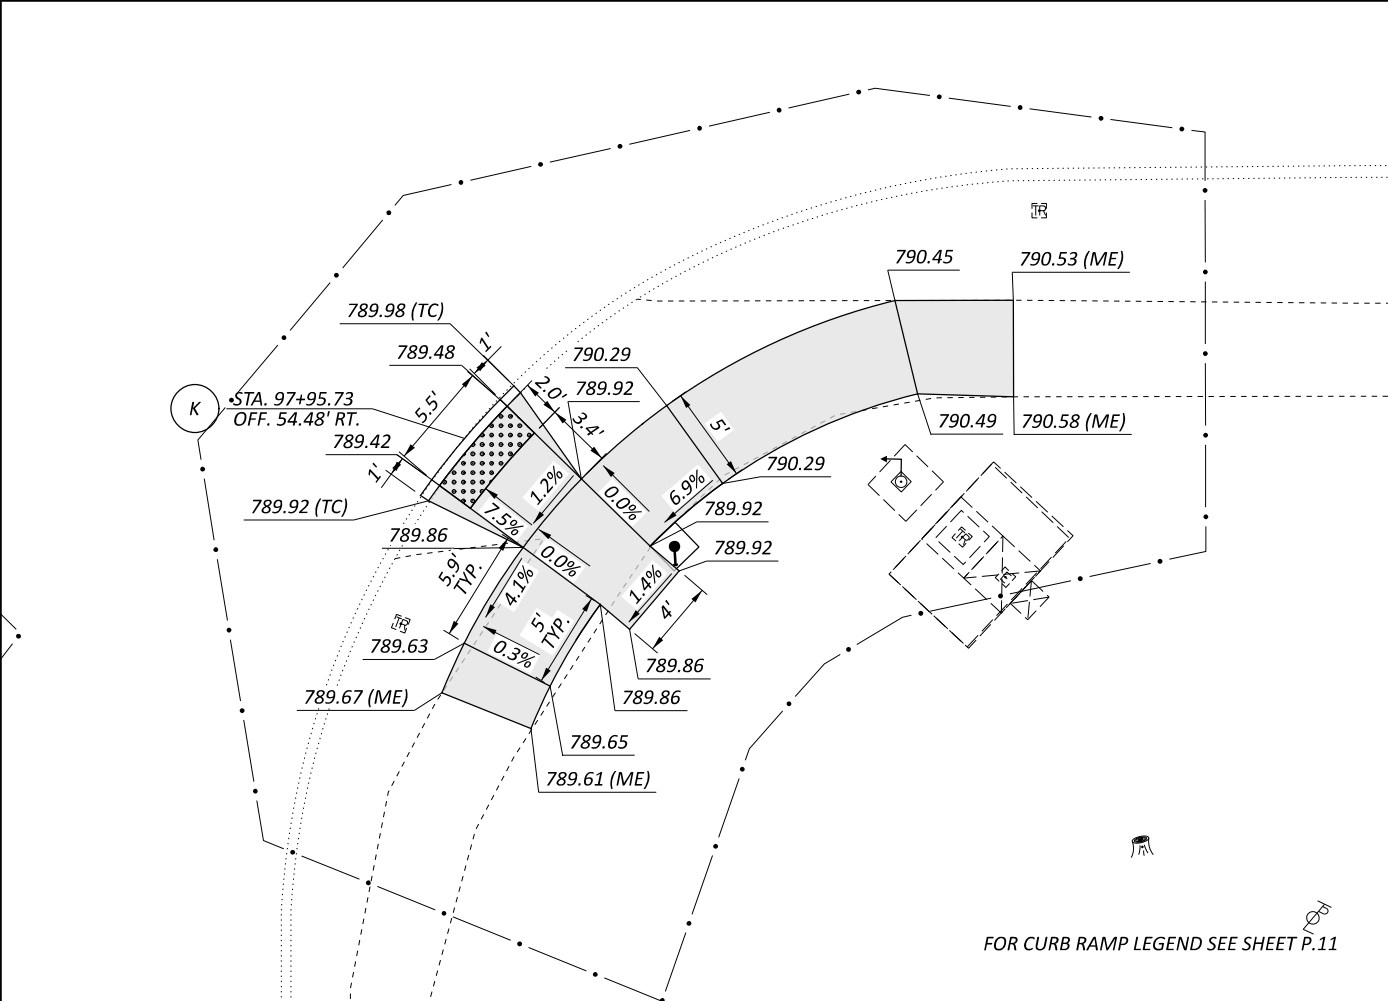 790.45
790.53 (ME)
789.98 (TC)
1'
789.48
790.29
2.0'
789.92
STA. 97+95.73
K
OFF. 54.48' RT.
5.5'
3.4'
5'
790.49
790.58 (ME)
789.42
1'
790.29
1.2%
0.0%
6.9%
789.92 (TC)
7.5%
789.92
789.86
789.92
5.9'
TYP.
0.0%
4.1%
1.4%
4'
5'
TYP.
789.63
0.3%
789.86
789.67 (ME)
789.86
789.65
789.61 (ME)
TR
TR
TR
E
FOR CURB RAMP LEGEND SEE SHEET P.11